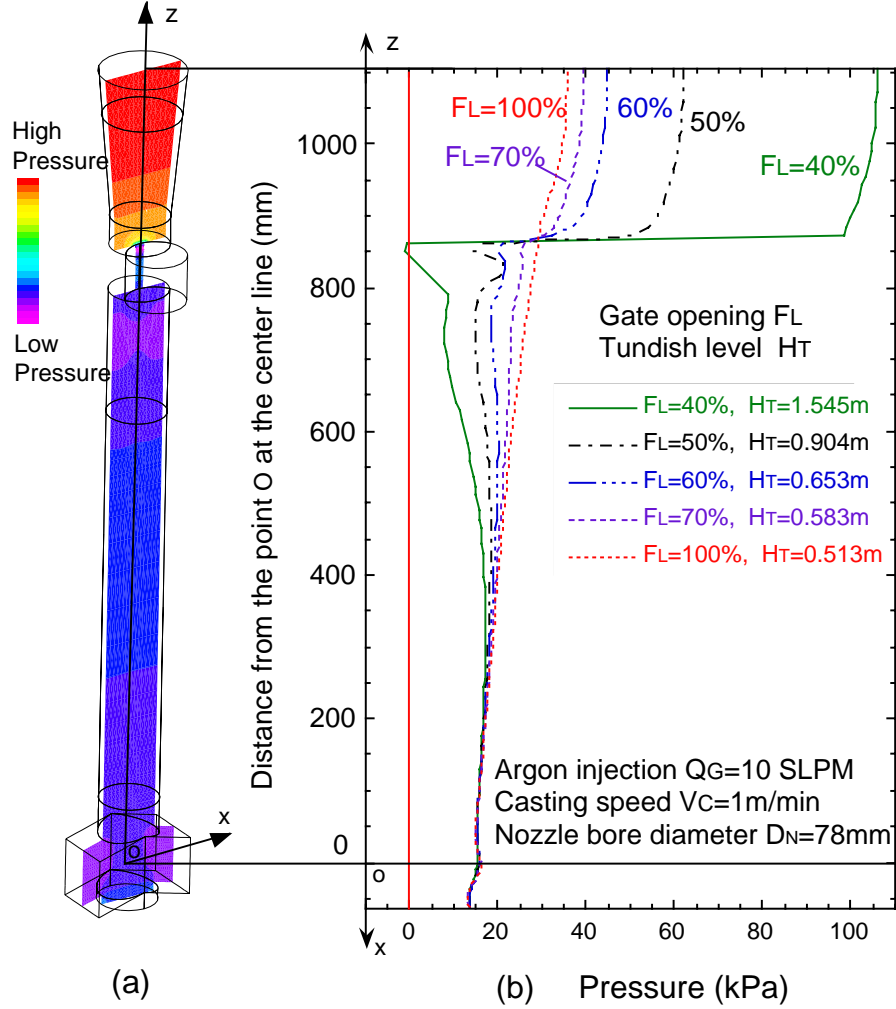 z
High
Pressure
Low
Pressure
x
o
(a)
Distance from the point O at the center line (mm)
z
1000
800
600
400
200
0
o
x
FL=100%
60%
FL=70%
50%
FL=40%
Gate opening FL
Tundish level HT
FL=40%, HT=1.545m
FL=50%, HT=0.904m
FL=60%, HT=0.653m
FL=70%, HT=0.583m
FL=100%, HT=0.513m
Argon injection QG=10 SLPM
Casting speed VC=1m/min
Nozzle bore diameter DN=78mm
0 20 40 60 80 100
(b) Pressure (kPa)